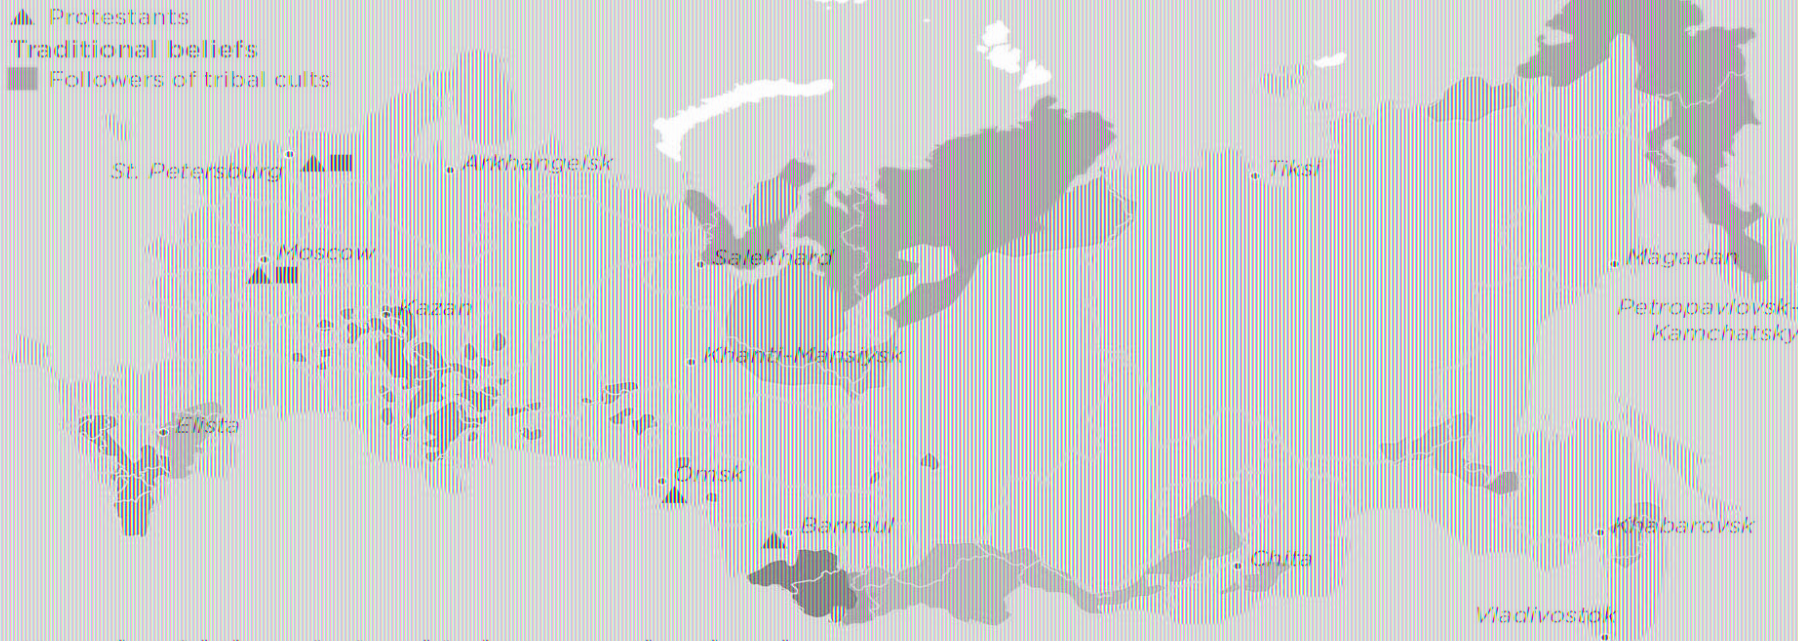 Protestants
Traditional beliefs
Followers of tribal cults
St. Petersburg
Arkhangelsk
Tiksi
Moscow
Salekhard
Magadan
Kazan
Petropavlovsk-
Kamchatsky
Khanti-Mansiysk
Elista
Omsk
Barnaul
Khabarovsk
Chita
Vladivostok